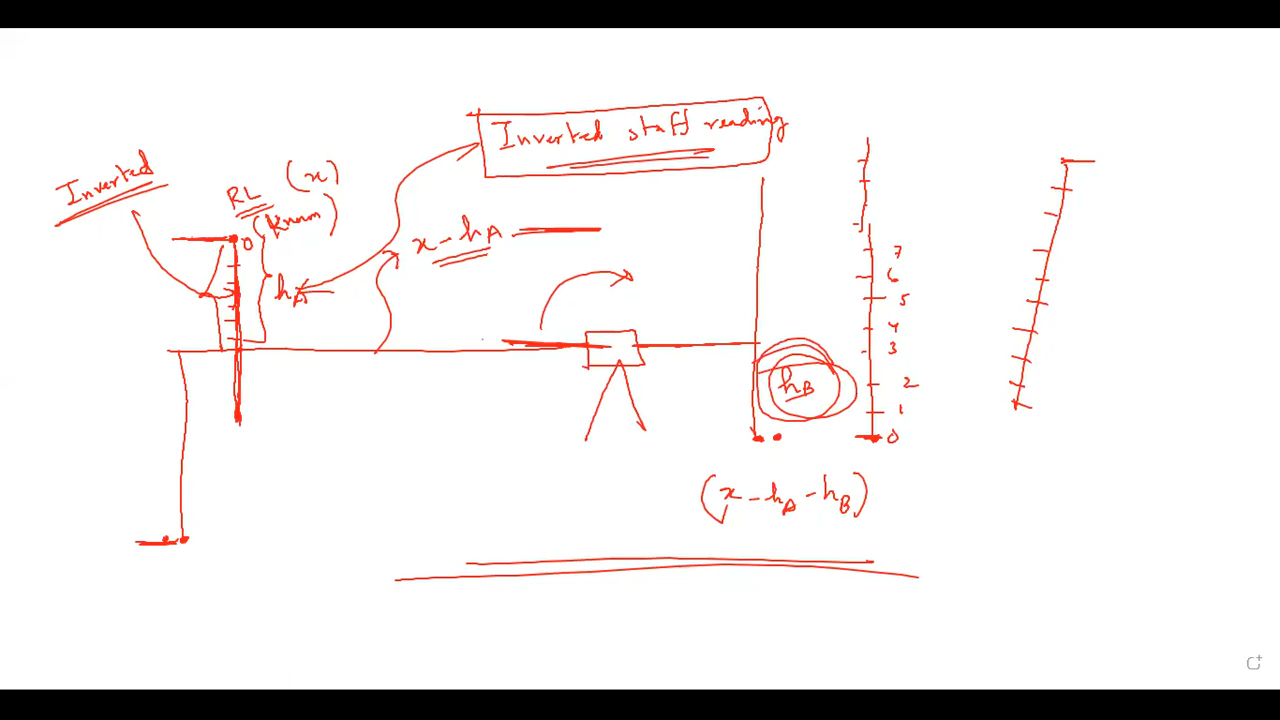 Inverted staff reading
Inverted
RL (x)
(Known)
0
hA
x - hA
hB
7
6
5
4
3
2
1
0
(x - hA - hB)